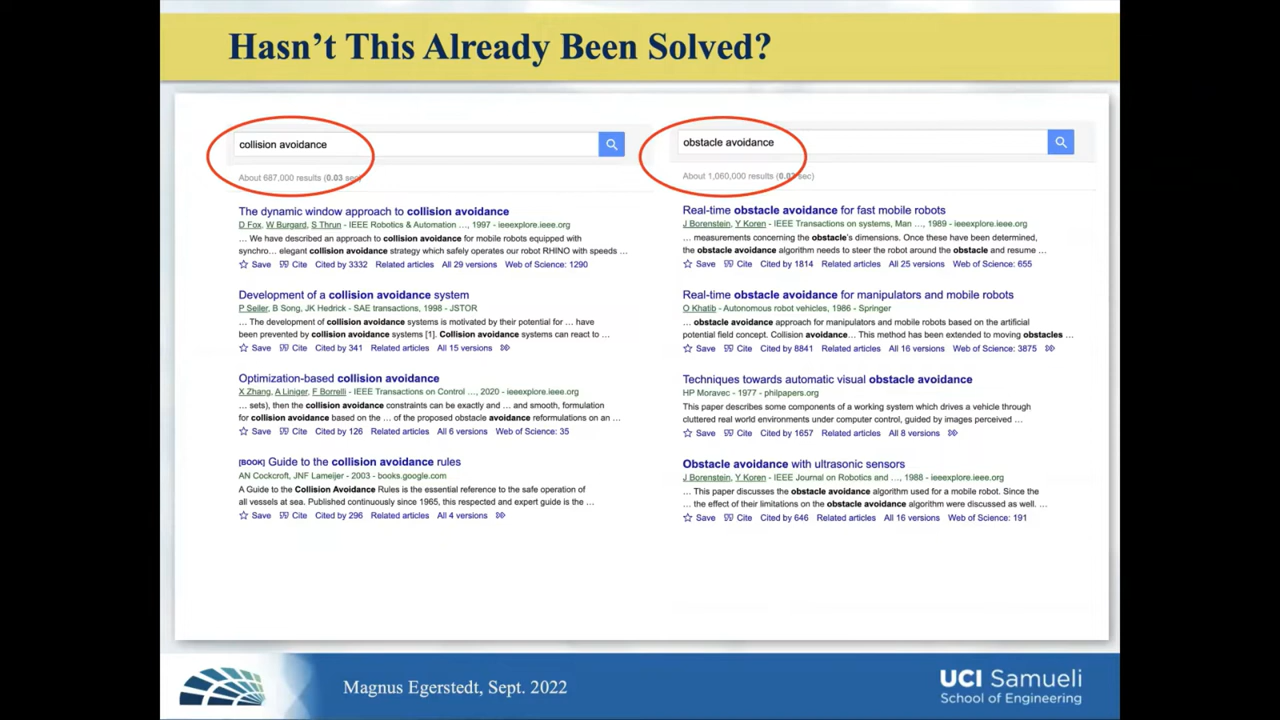 Hasn't This Already Been Solved?
collision avoidance
About 687,000 results (0.03 sec)
The dynamic window approach to collision avoidance
D Fox, W Burgard, S Thrun - IEEE Robotics & Automation …, 1997 - ieeexplore.ieee.org
... We have described an approach to collision avoidance for mobile robots equipped with
synchro… elegant collision avoidance strategy which safely operates our robot RHINO with speeds …
Save Cite Cited by 3332 Related articles All 29 versions Web of Science: 1290
Development of a collision avoidance system
P Seiler, B Song, JK Hedrick - SAE transactions, 1998 - JSTOR
... The development of collision avoidance systems is motivated by their potential for … have
been prevented by collision avoidance systems [1]. Collision avoidance systems can react to …
Save Cite Cited by 341 Related articles All 15 versions
Optimization-based collision avoidance
X Zhang, A Liniger, F Borrelli - IEEE Transactions on Control …, 2020 - ieeexplore.ieee.org
... sets), then the collision avoidance constraints can be exactly and … and smooth, formulation
for collision avoidance based on the … of the proposed obstacle avoidance reformulations on an …
Save Cite Cited by 126 Related articles All 6 versions Web of Science: 35
[BOOK] Guide to the collision avoidance rules
AN Cockcroft, JNF Lameijer - 2003 - books.google.com
A Guide to the Collision Avoidance Rules is the essential reference to the safe operation of
all vessels at sea. Published continuously since 1965, this respected and expert guide is the …
Save Cite Cited by 296 Related articles All 4 versions
obstacle avoidance
About 1,060,000 results (0.03 sec)
Real-time obstacle avoidance for fast mobile robots
J Borenstein, Y Koren - IEEE Transactions on systems, Man …, 1989 - ieeexplore.ieee.org
... measurements concerning the obstacle's dimensions. Once these have been determined,
the obstacle avoidance algorithm needs to steer the robot around the obstacle and resume …
Save Cite Cited by 1814 Related articles All 25 versions Web of Science: 655
Real-time obstacle avoidance for manipulators and mobile robots
O Khatib - Autonomous robot vehicles, 1986 - Springer
... obstacle avoidance approach for manipulators and mobile robots based on the artificial
potential field concept. Collision avoidance… This method has been extended to moving obstacles …
Save Cite Cited by 8841 Related articles All 16 versions Web of Science: 3875
Techniques towards automatic visual obstacle avoidance
HP Moravec - 1977 - philpapers.org
This paper describes some components of a working system which drives a vehicle through
cluttered real world environments under computer control, guided by images perceived …
Save Cite Cited by 1657 Related articles All 8 versions
Obstacle avoidance with ultrasonic sensors
J Borenstein, Y Koren - IEEE Journal on Robotics and …, 1988 - ieeexplore.ieee.org
... This paper discusses the obstacle avoidance algorithm used for a mobile robot. Since the
... the effect of their limitations on the obstacle avoidance algorithm were discussed as well. …
Save Cite Cited by 646 Related articles All 16 versions Web of Science: 191
Magnus Egerstedt, Sept. 2022
UCI Samueli
School of Engineering